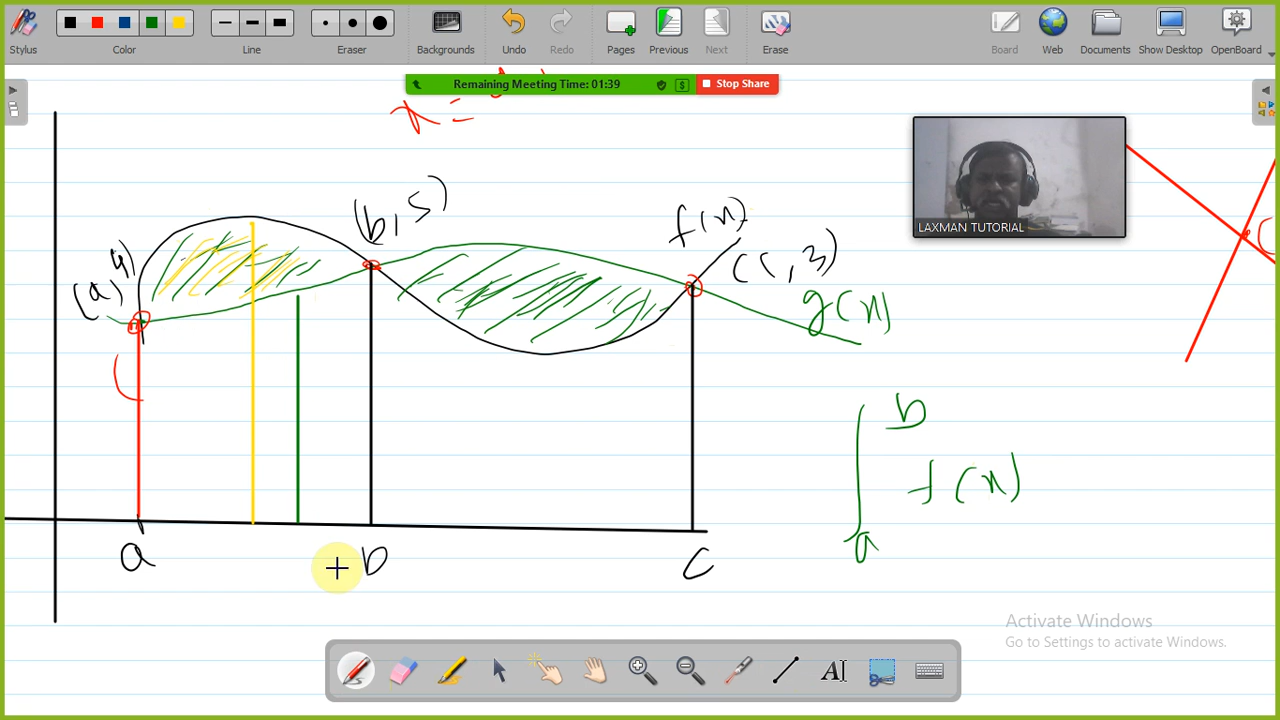 Stylus Color Line Eraser Backgrounds Undo Redo Pages Previous Next Erase Board Web Documents Show Desktop OpenBoard
Remaining Meeting Time: 01:39 Stop Share
x =
(b, 5)
f(x)
(a, 4)
(c, 3)
g(x)
LAXMAN TUTORIAL
b
f(x)
a
a b c
Activate Windows
Go to Settings to activate Windows.